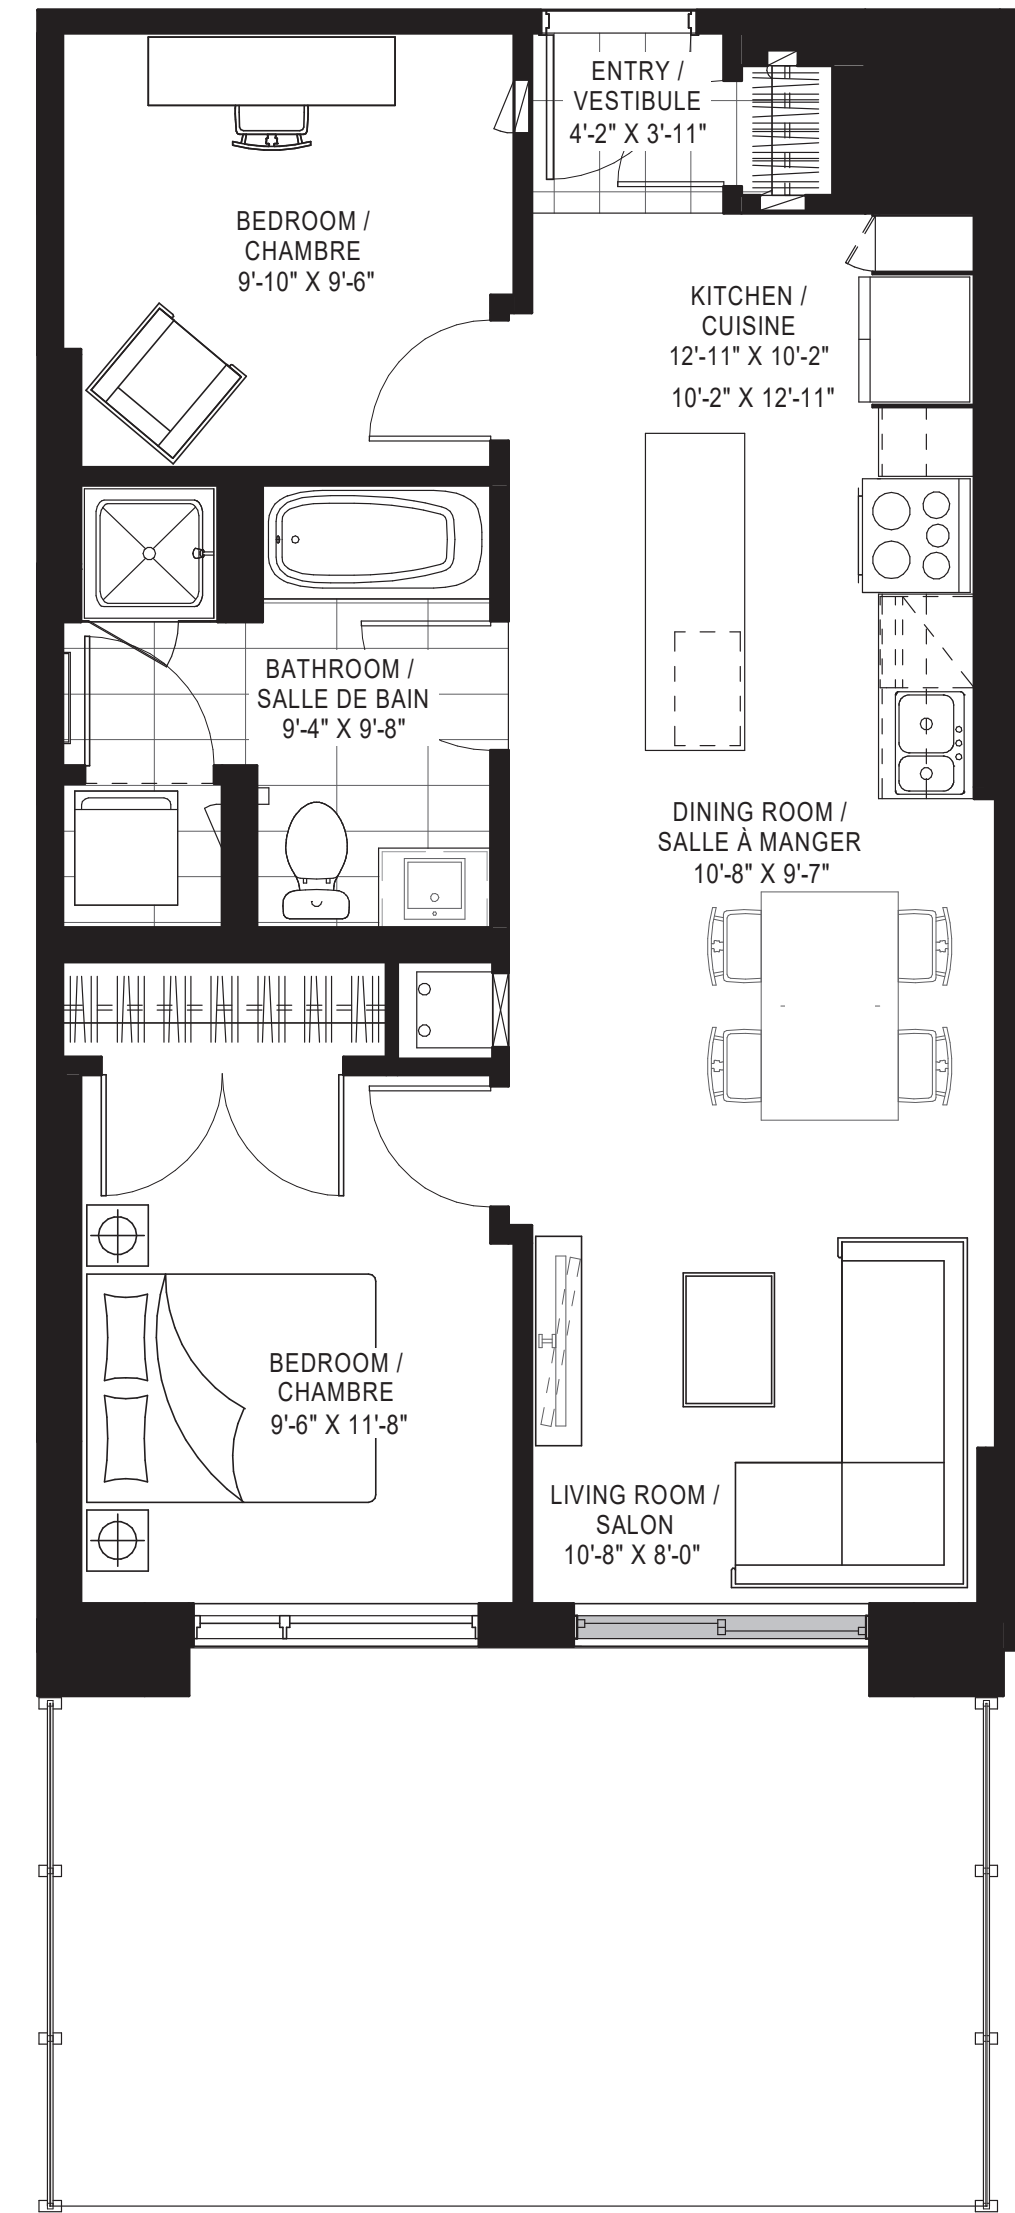 ENTRY /
VESTIBULE
4'-2" X 3'-11"
BEDROOM /
CHAMBRE
9'-10" X 9'-6"
KITCHEN /
CUISINE
12'-11" X 10'-2"
10'-2" X 12'-11"
BATHROOM /
SALLE DE BAIN
9'-4" X 9'-8"
DINING ROOM /
SALLE À MANGER
10'-8" X 9'-7"
BEDROOM /
CHAMBRE
9'-6" X 11'-8"
LIVING ROOM /
SALON
10'-8" X 8'-0"